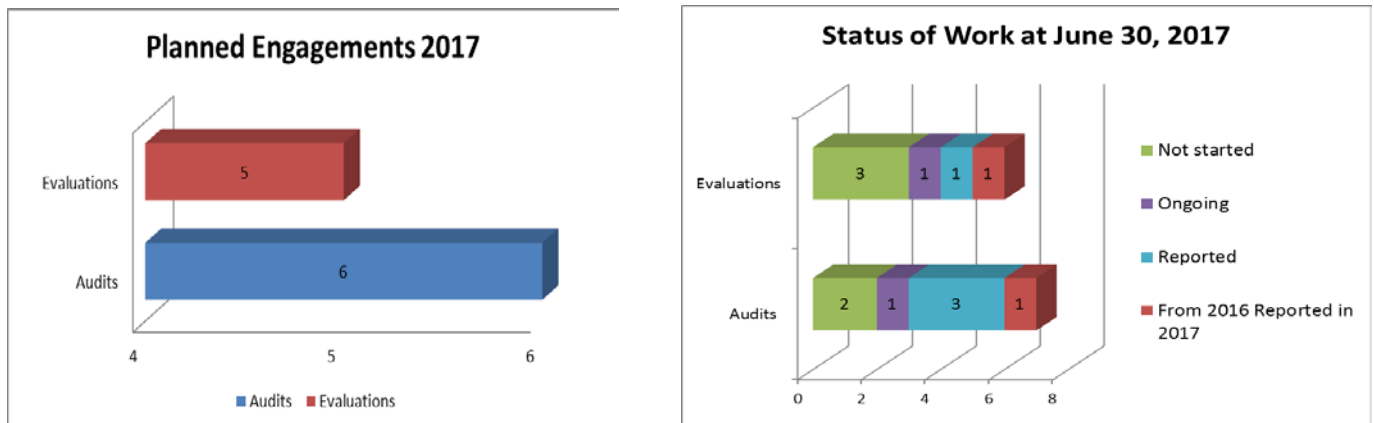 Planned Engagements 2017
Evaluations
5
Audits
6
4 5 6
Audits Evaluations
Status of Work at June 30, 2017
Evaluations
3 1 1 1
Audits
2 1 3 1
0 2 4 6 8
Not started
Ongoing
Reported
From 2016 Reported in
2017